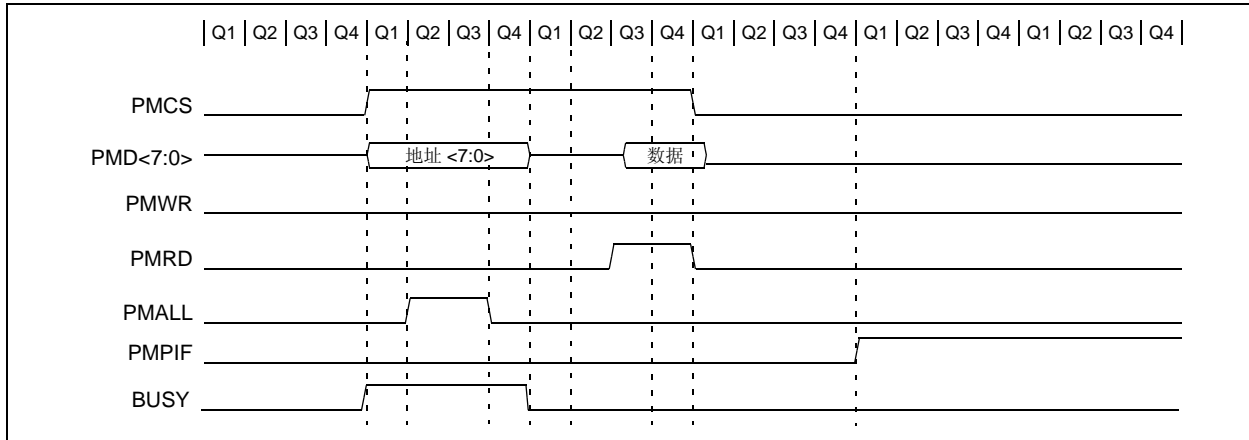 Q1 Q2 Q3 Q4 Q1 Q2 Q3 Q4 Q1 Q2 Q3 Q4 Q1 Q2 Q3 Q4 Q1 Q2 Q3 Q4 Q1 Q2 Q3 Q4
PMCS
PMD<7:0> 地址 <7:0> 数据
PMWR
PMRD
PMALL
PMPIF
BUSY